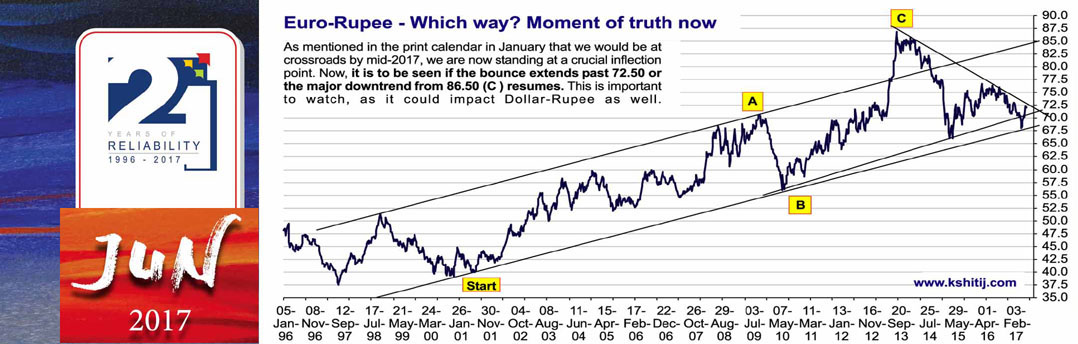 21
YEARS OF
RELIABILITY
1996 - 2017
JUN
2017
Euro-Rupee - Which way? Moment of truth now
As mentioned in the print calendar in January that we would be at
crossroads by mid-2017, we are now standing at a crucial inflection
point. Now, it is to be seen if the bounce extends past 72.50 or
the major downtrend from 86.50 (C ) resumes. This is important
to watch, as it could impact Dollar-Rupee as well.
C
A
B
Start
www.kshitij.com
90.0
87.5
85.0
82.5
80.0
77.5
75.0
72.5
70.0
67.5
65.0
62.5
60.0
57.5
55.0
52.5
50.0
47.5
45.0
42.5
40.0
37.5
35.0
05- 08- 12- 17- 21- 24- 28- 30- 04- 08- 11- 15- 17- 22- 26- 29- 03- 07- 11- 12- 16- 20- 25- 29- 01- 03-
Jan- Nov- Sep- Jul- May- Mar- Jan- Nov- Oct- Aug- Jun- Apr- Feb- Dec- Oct- Aug- Jul- May- Mar- Jan- Nov- Sep- Jul- May- Apr- Feb-
96 96 97 98 99 00 01 01 02 03 04 05 06 06 07 08 09 10 11 12 12 13 14 15 16 17